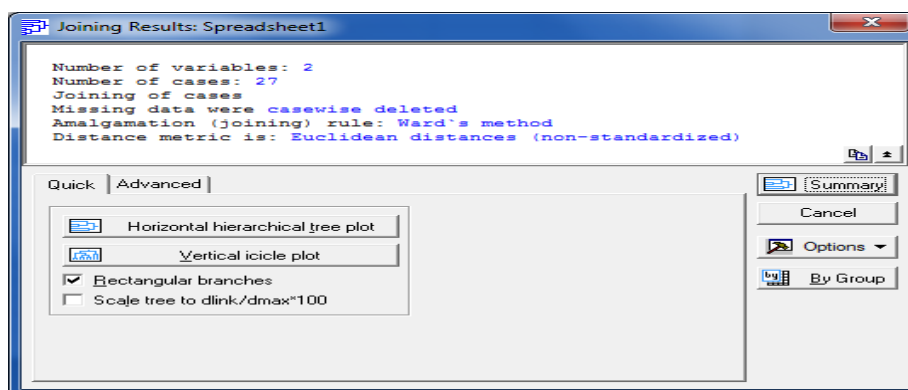 Joining Results: Spreadsheet1
Number of variables: 2
Number of cases: 27
Joining of cases
Missing data were casewise deleted
Amalgamation (joining) rule: Ward`s method
Distance metric is: Euclidean distances (non-standardized)
Quick
Advanced
Horizontal hierarchical tree plot
Vertical icicle plot
Rectangular branches
Scale tree to dlink/dmax*100
Summary
Cancel
Options
By Group